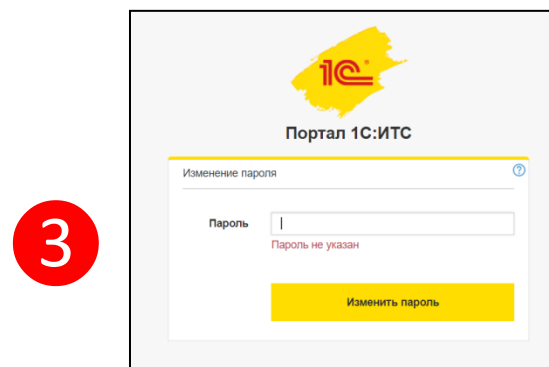 1С®
Портал 1С:ИТС
Изменение пароля
?
3
Пароль
Пароль не указан
Изменить пароль